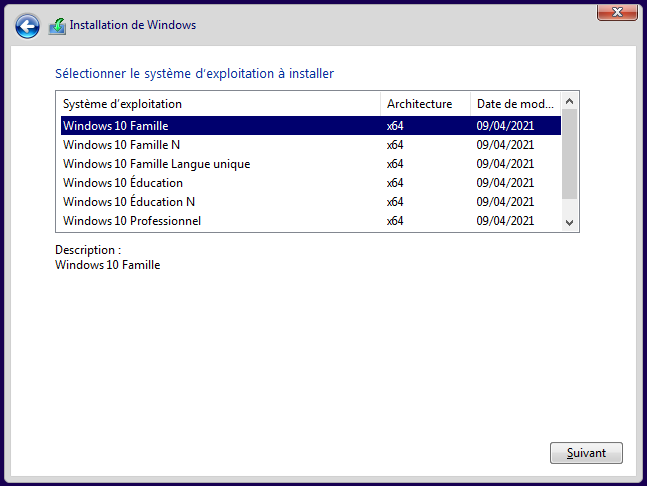 Installation de Windows
Sélectionner le système d'exploitation à installer
Système d'exploitation Architecture Date de mod...
Windows 10 Famille x64 09/04/2021
Windows 10 Famille N x64 09/04/2021
Windows 10 Famille Langue unique x64 09/04/2021
Windows 10 Éducation x64 09/04/2021
Windows 10 Éducation N x64 09/04/2021
Windows 10 Professionnel x64 09/04/2021
Description :
Windows 10 Famille
Suivant